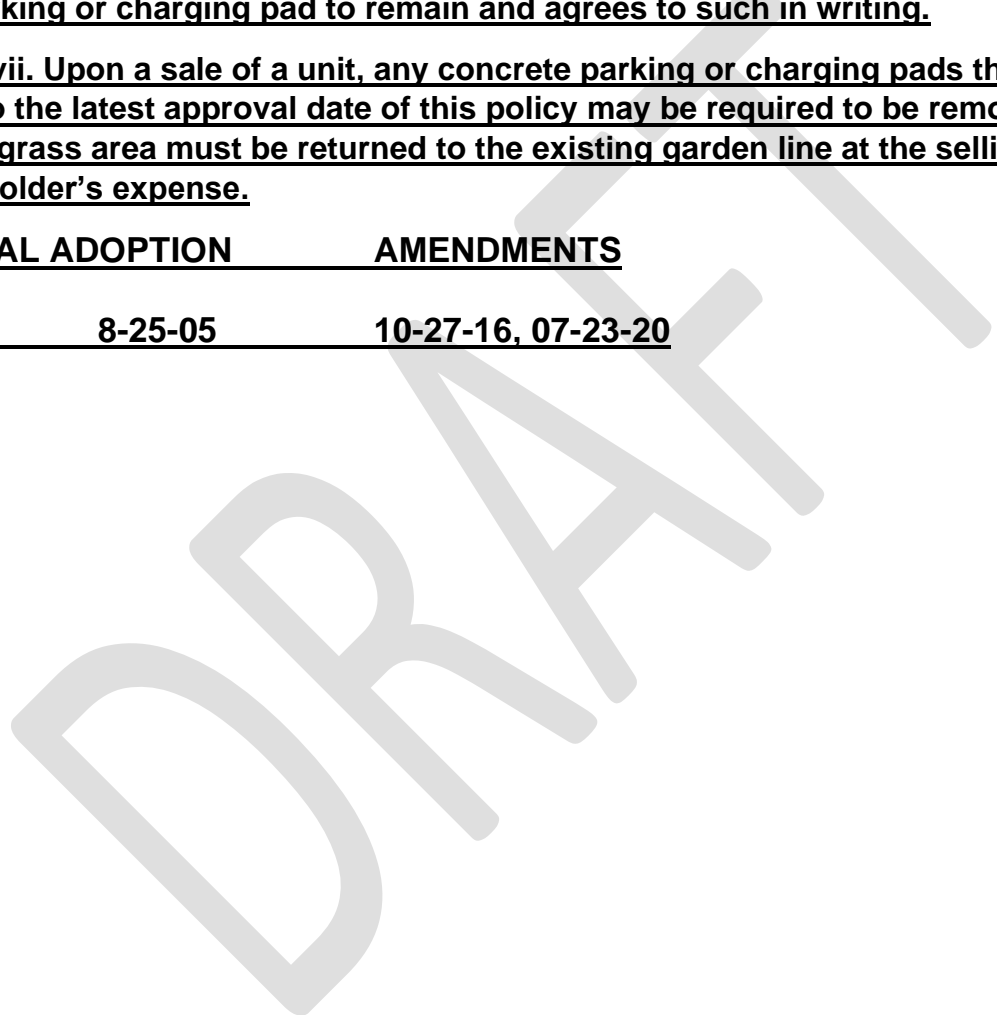 king or charging pad to remain and agrees to such in writing.
vii. Upon a sale of a unit, any concrete parking or charging pads th
o the latest approval date of this policy may be required to be remo
grass area must be returned to the existing garden line at the selli
older’s expense.
AL ADOPTION AMENDMENTS
8-25-05 10-27-16, 07-23-20
DRAFT